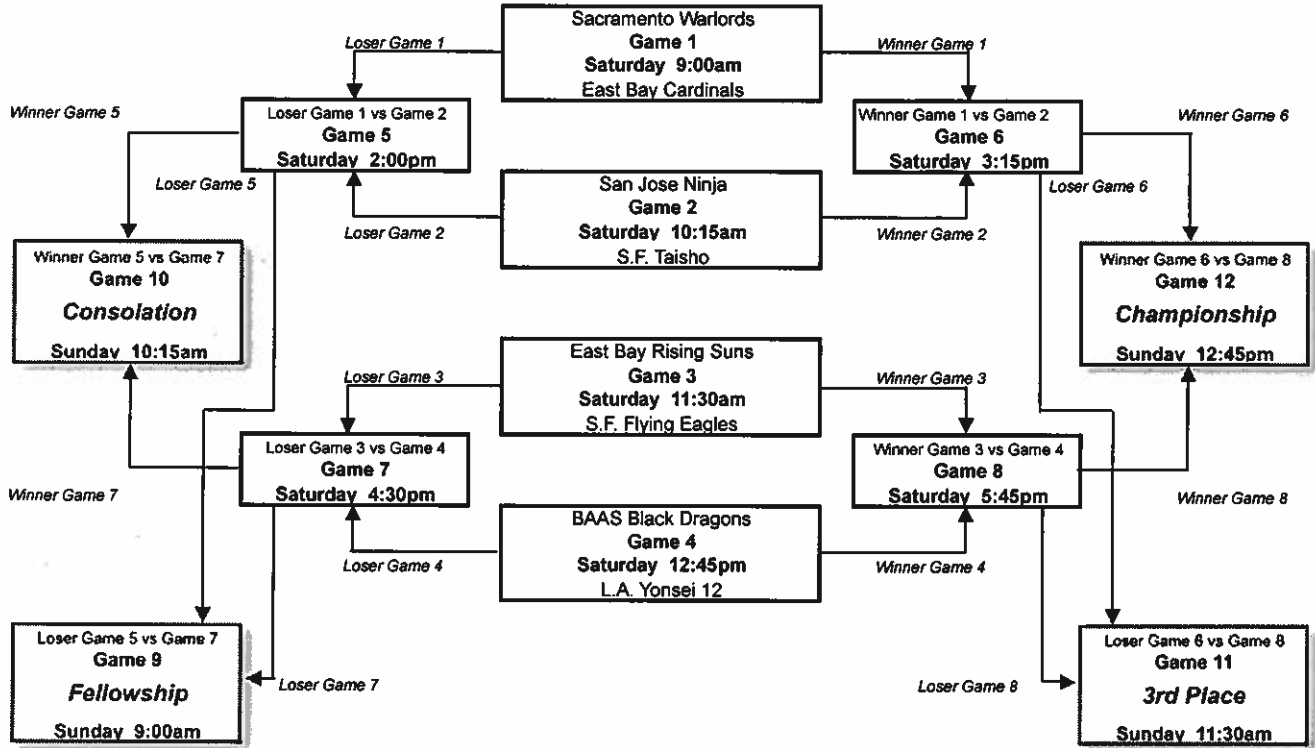 Sacramento Warlords
Game 1
Saturday 9:00am
East Bay Cardinals
Loser Game 1
Winner Game 1
Winner Game 5
Loser Game 1 vs Game 2
Game 5
Saturday 2:00pm
Winner Game 1 vs Game 2
Game 6
Saturday 3:15pm
Winner Game 6
Loser Game 5
Loser Game 6
San Jose Ninja
Game 2
Saturday 10:15am
S.F. Taisho
Loser Game 2
Winner Game 2
Winner Game 5 vs Game 7
Game 10
Consolation
Sunday 10:15am
Winner Game 6 vs Game 8
Game 12
Championship
Sunday 12:45pm
East Bay Rising Suns
Game 3
Saturday 11:30am
S.F. Flying Eagles
Loser Game 3
Winner Game 3
Loser Game 3 vs Game 4
Game 7
Saturday 4:30pm
Winner Game 3 vs Game 4
Game 8
Saturday 5:45pm
Winner Game 7
Winner Game 8
BAAS Black Dragons
Game 4
Saturday 12:45pm
L.A. Yonsei 12
Loser Game 4
Winner Game 4
Loser Game 5 vs Game 7
Game 9
Fellowship
Sunday 9:00am
Loser Game 7
Loser Game 8
Loser Game 6 vs Game 8
Game 11
3rd Place
Sunday 11:30am